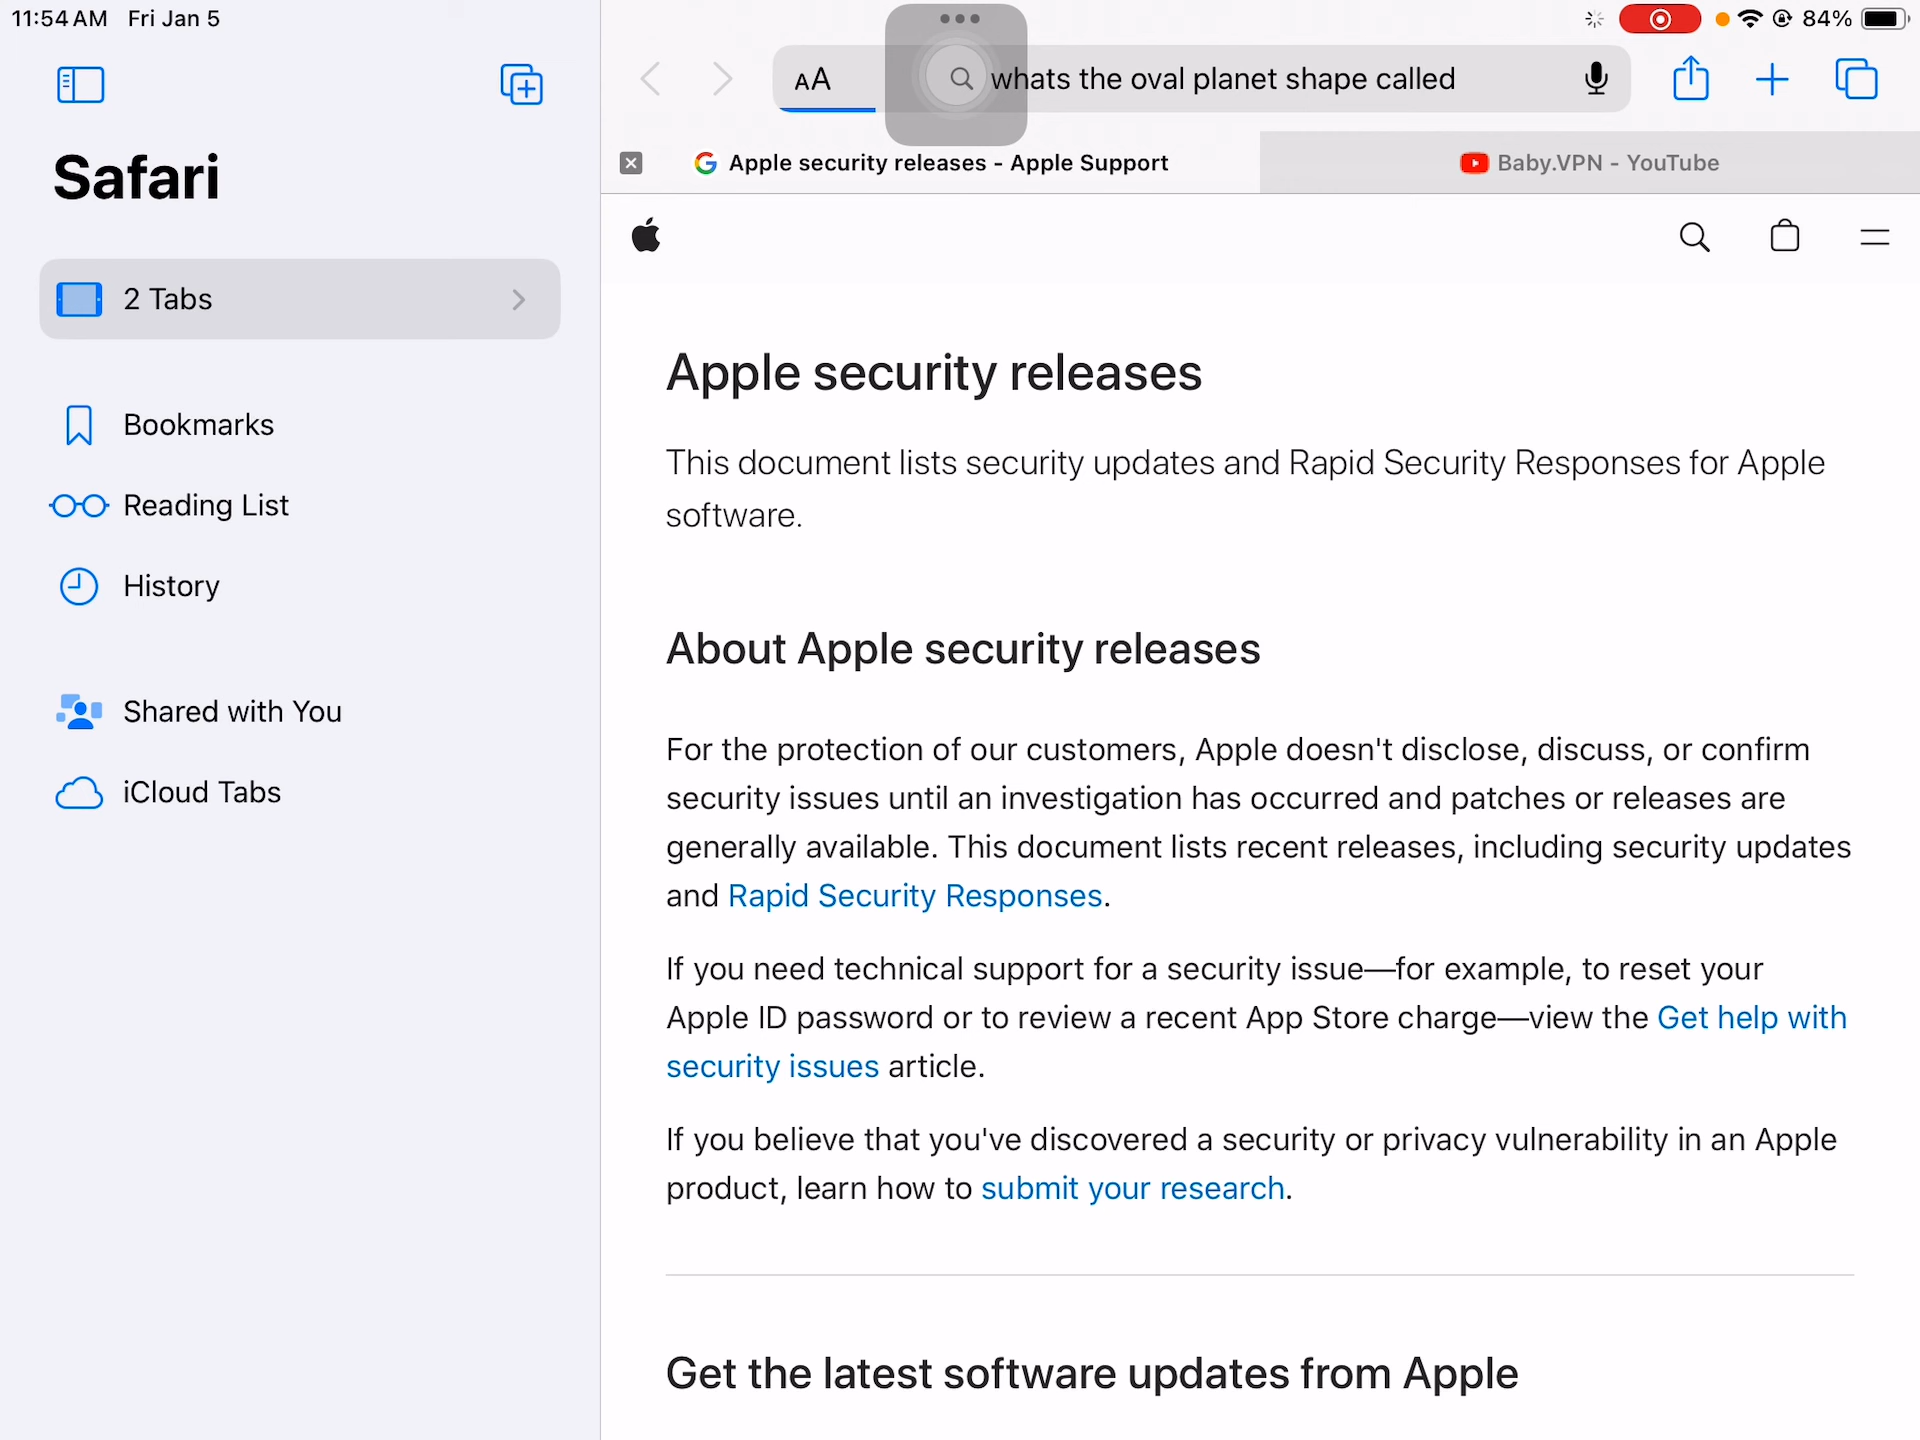 11:54 AM Fri Jan 5
84%
Safari
2 Tabs
Bookmarks
Reading List
History
Shared with You
iCloud Tabs
AA
whats the oval planet shape called
Apple security releases - Apple Support
Baby.VPN - YouTube
Apple security releases
This document lists security updates and Rapid Security Responses for Apple
software.
About Apple security releases
For the protection of our customers, Apple doesn't disclose, discuss, or confirm
security issues until an investigation has occurred and patches or releases are
generally available. This document lists recent releases, including security updates
and Rapid Security Responses.
If you need technical support for a security issue—for example, to reset your
Apple ID password or to review a recent App Store charge—view the Get help with
security issues article.
If you believe that you've discovered a security or privacy vulnerability in an Apple
product, learn how to submit your research.
Get the latest software updates from Apple